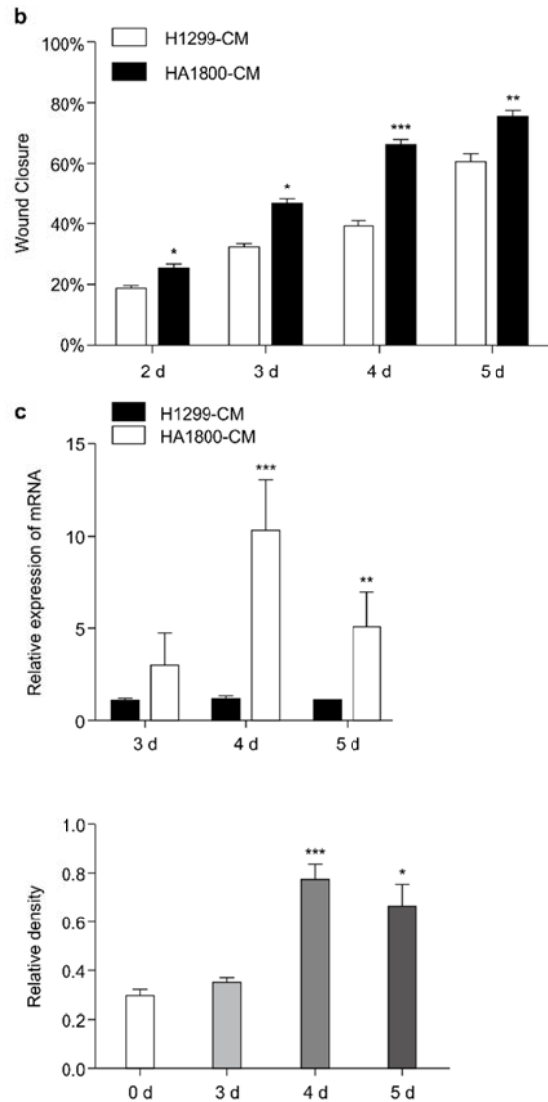 b
H1299-CM
HA1800-CM
100%
80%
60%
40%
20%
0%
Wound Closure
* * *** **
2 d 3 d 4 d 5 d
c
H1299-CM
HA1800-CM
15
10
5
0
Relative expression of mRNA
*** **
3 d 4 d 5 d
1.0
0.8
0.6
0.4
0.2
0.0
Relative density
*** *
0 d 3 d 4 d 5 d